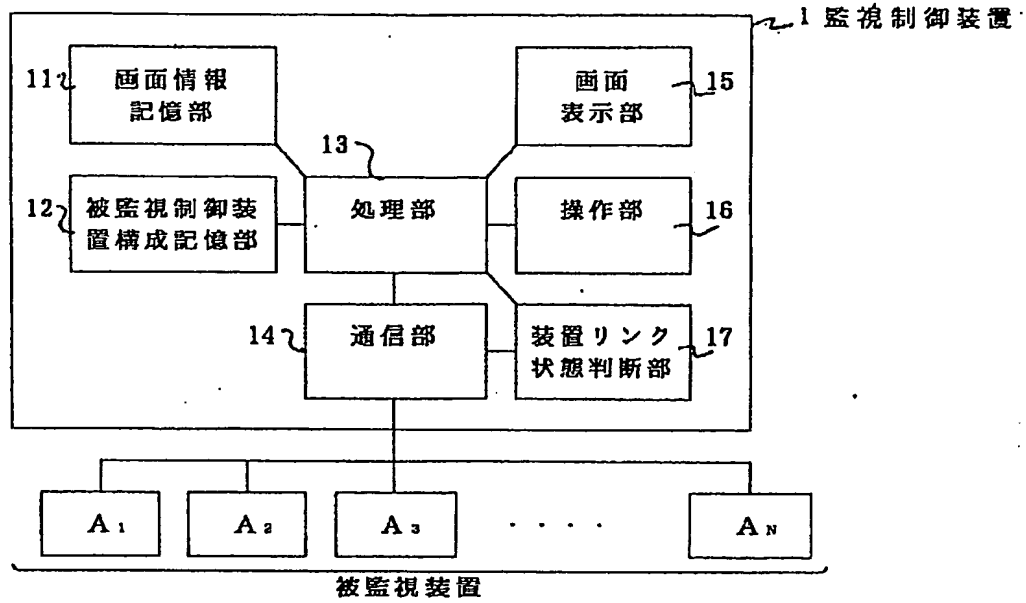 1 監視制御装置
11
画面情報
記憶部
画面
表示部
15
13
12
被監視制御装
置構成記憶部
処理部
操作部
16
14
通信部
装置リンク
状態判断部
17
A1
A2
A3
・・・・・
AN
被監視装置